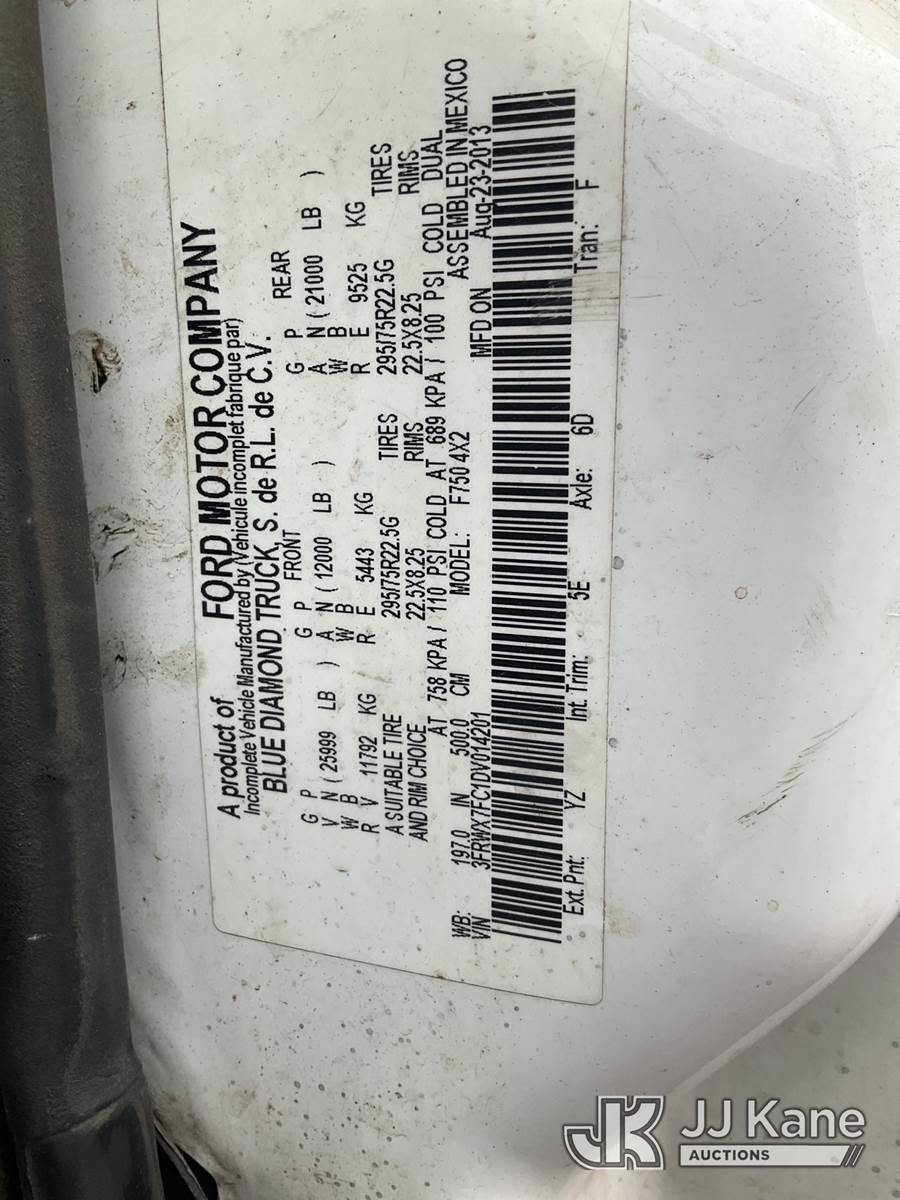 A product of FORD MOTOR COMPANY
Incomplete Vehicle Manufactured by (Vehicule incomplet fabrique par)
BLUE DIAMOND TRUCK, S. de R.L. de C.V.
FRONT REAR
G P G P G P
V N ( 25999 LB ) A N ( 12000 LB ) A N ( 21000 LB )
W B W B W B
R V 11792 KG R E 5443 KG R E 9525 KG
A SUITABLE TIRE 295/75R22.5G TIRES 295/75R22.5G TIRES
AND RIM CHOICE 22.5X8.25 RIMS 22.5X8.25 RIMS
AT 758 KPA / 110 PSI COLD AT 689 KPA / 100 PSI COLD DUAL
WB: 197.0 IN 500.0 CM MODEL: F750 4X2 ASSEMBLED IN MEXICO
VIN 3FRWX7FC1DV014201 MFD ON Aug-23-2013
Ext. Pnt: YZ Int. Trim: 5E Axle: 6D Tran: F
JK JJ Kane
AUCTIONS